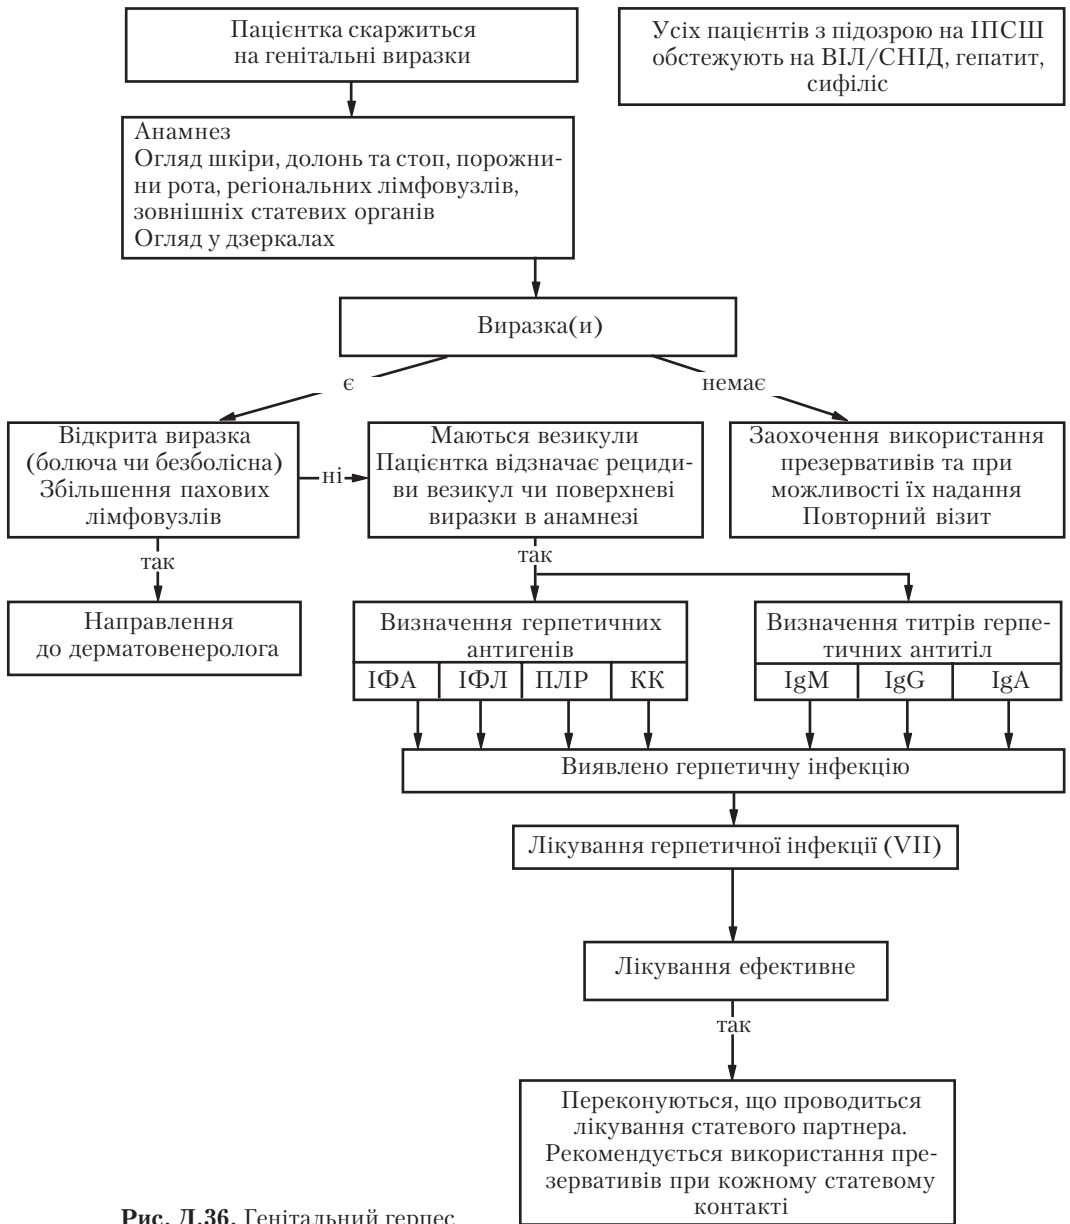 Пацієнтка скаржиться
на генітальні виразки
Усіх пацієнтів з підозрою на ІПСШ
обстежують на ВІЛ/СНІД, гепатит,
сифіліс
Анамнез
Огляд шкіри, долонь та стоп, порожни-
ни рота, регіональних лімфовузлів,
зовнішніх статевих органів
Огляд у дзеркалах
Виразка(и)
є
немає
Відкрита виразка
(болюча чи безболісна)
Збільшення пахових
лімфовузлів
ні
Маються везикули
Пацієнтка відзначає рециди-
ви везикул чи поверхневі
виразки в анамнезі
Заохочення використання
презервативів та при
можливості їх надання
Повторний візит
так
так
Направлення
до дерматовенеролога
Визначення герпетичних
антигенів
ІФА ІФЛ ПЛР КК
Визначення титрів герпе-
тичних антитіл
IgM IgG IgA
Виявлено герпетичну інфекцію
Лікування герпетичної інфекції (VII)
Лікування ефективне
так
Переконуються, що проводиться
лікування статевого партнера.
Рекомендується використання пре-
зервативів при кожному статевому
контакті
Рис. Д.36. Генітальний герпес